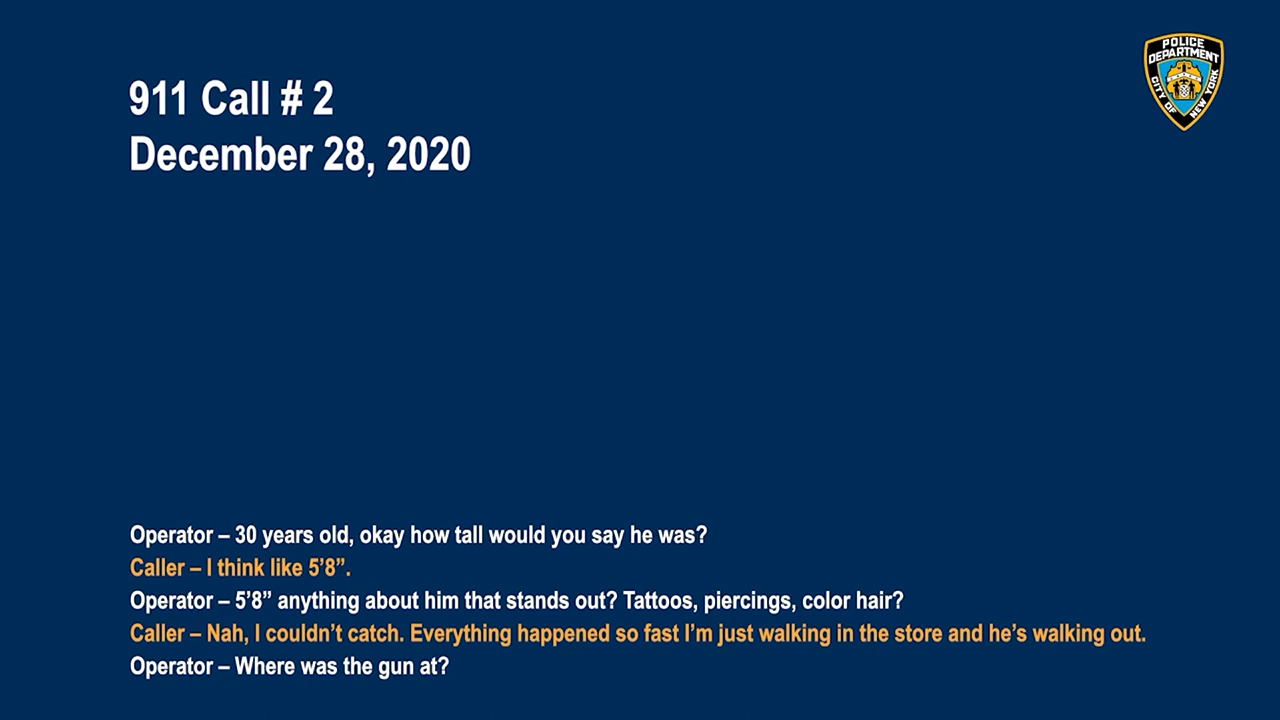 911 Call # 2
December 28, 2020
POLICE
DEPARTMENT
CITY OF
NEW YORK
Operator – 30 years old, okay how tall would you say he was?
Caller – I think like 5’8”.
Operator – 5’8” anything about him that stands out? Tattoos, piercings, color hair?
Caller – Nah, I couldn’t catch. Everything happened so fast I’m just walking in the store and he’s walking out.
Operator – Where was the gun at?